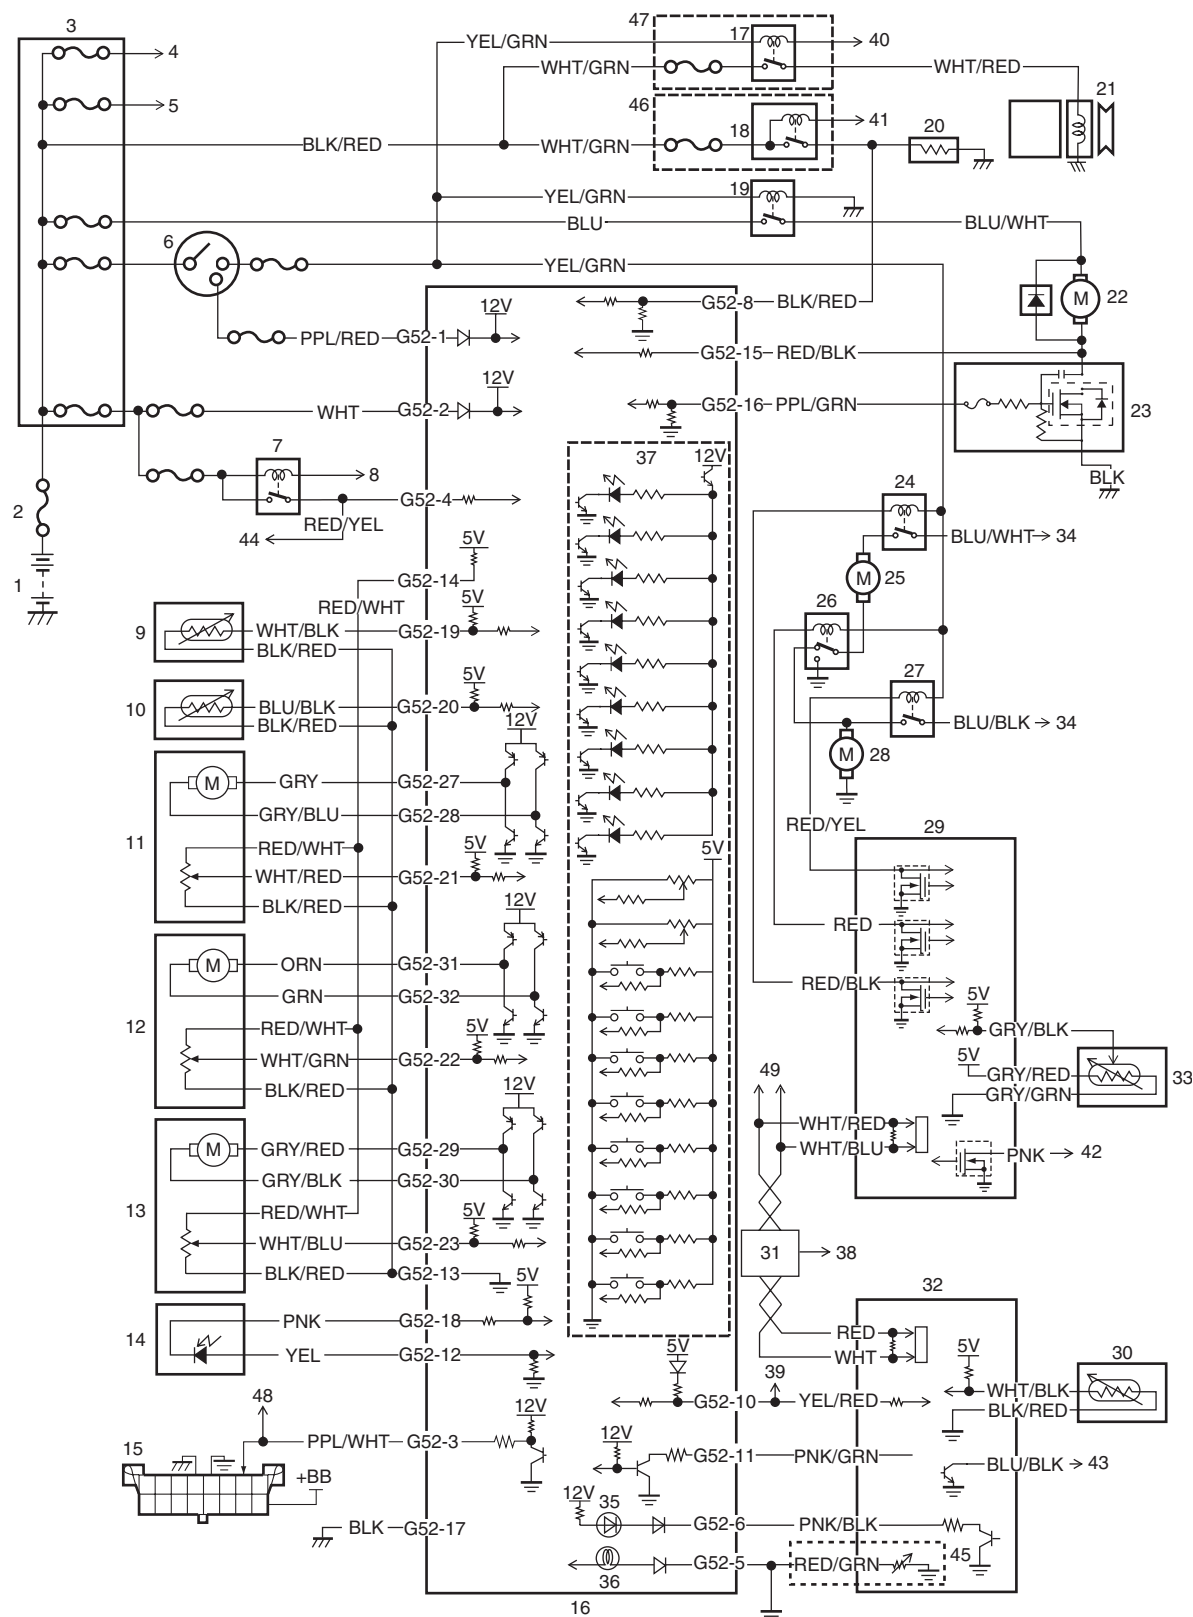 3
47
17
YEL/GRN
40
4
WHT/GRN
WHT/RED
5
46
21
18
41
20
BLK/RED
WHT/GRN
19
YEL/GRN
BLU
BLU/WHT
6
YEL/GRN
12V
G52-8
BLK/RED
M
22
PPL/RED
G52-1
G52-15
RED/BLK
12V
G52-16
PPL/GRN
23
WHT
G52-2
7
37
12V
BLK
8
24
2
G52-4
RED/YEL
44
5V
BLU/WHT
34
G52-14
M
25
1
RED/WHT
5V
26
9
WHT/BLK
G52-19
BLK/RED
5V
27
10
BLU/BLK
G52-20
BLK/RED
12V
BLU/BLK
34
M
28
M
GRY
G52-27
GRY/BLU
G52-28
RED/YEL
29
11
RED/WHT
5V
5V
WHT/RED
G52-21
BLK/RED
12V
RED
M
ORN
G52-31
GRN
G52-32
RED/BLK
5V
12
RED/WHT
5V
GRY/BLK
WHT/GRN
G52-22
5V
49
GRY/RED
33
BLK/RED
12V
GRY/GRN
WHT/RED
M
GRY/RED
G52-29
WHT/BLU
PNK
42
GRY/BLK
G52-30
13
RED/WHT
5V
WHT/BLU
G52-23
31
38
BLK/RED
G52-13
5V
32
14
PNK
G52-18
RED
YEL
G52-12
WHT
5V
5V
30
39
48
12V
G52-10
YEL/RED
WHT/BLK
BLK/RED
15
PPL/WHT
G52-3
12V
G52-11
PNK/GRN
+BB
BLU/BLK
43
12V
35
BLK
G52-17
G52-6
PNK/BLK
G52-5
RED/GRN
45
36
16